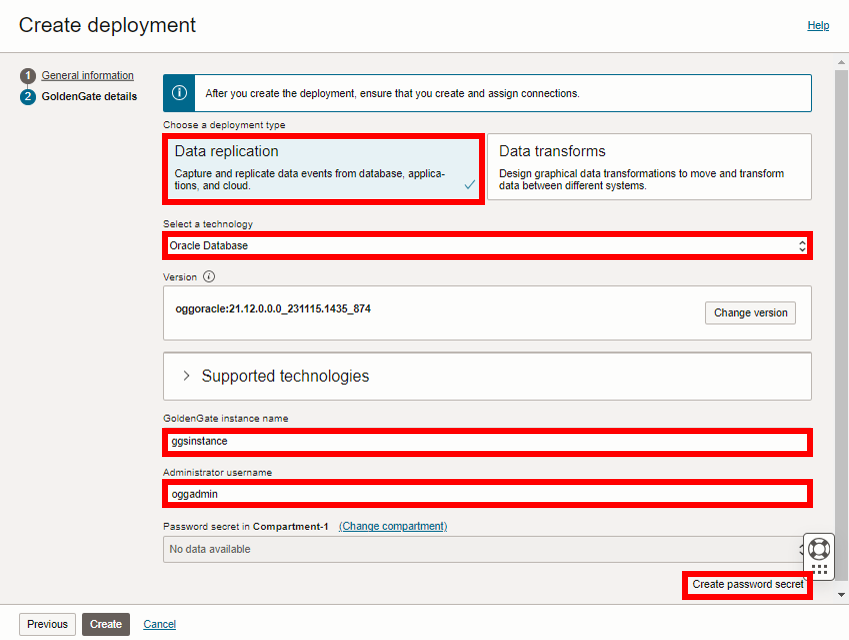 Create deployment
Help
1 General information
2 GoldenGate details
After you create the deployment, ensure that you create and assign connections.
Choose a deployment type
Data replication
Capture and replicate data events from database, applica-
tions, and cloud.
Data transforms
Design graphical data transformations to move and transform
data between different systems.
Select a technology
Oracle Database
Version
oggoracle:21.12.0.0.0_231115.1435_874
Change version
Supported technologies
GoldenGate instance name
ggsinstance
Administrator username
oggadmin
Password secret in Compartment-1 (Change compartment)
No data available
Create password secret
Previous
Create
Cancel